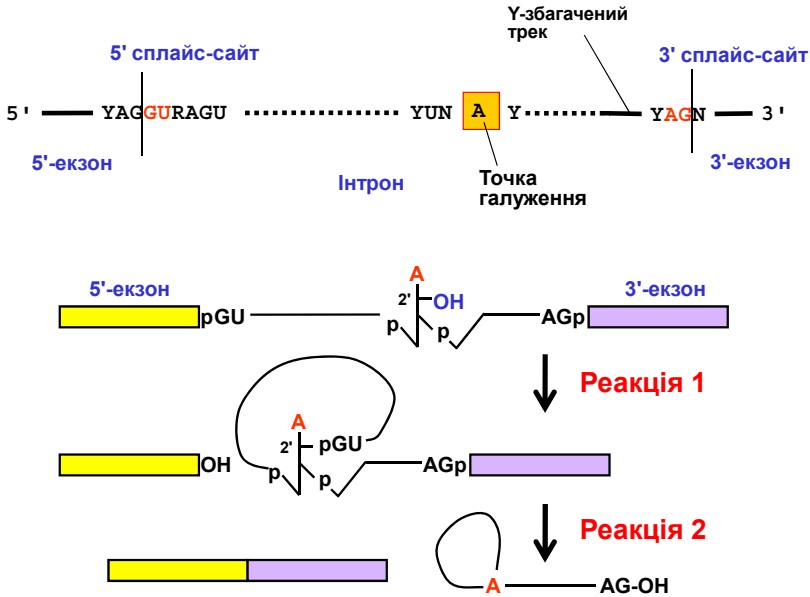 Y-збагачений
трек
5' сплайс-сайт
3' сплайс-сайт
5' YAGGURAGU YUN A Y YAGN 3'
5'-екзон
3'-екзон
Інтрон
Точка
галуження
5'-екзон
A
3'-екзон
2' OH
pGU p p AGp
Реакція 1
A
2' pGU
OH p p AGp
Реакція 2
A AG-OH